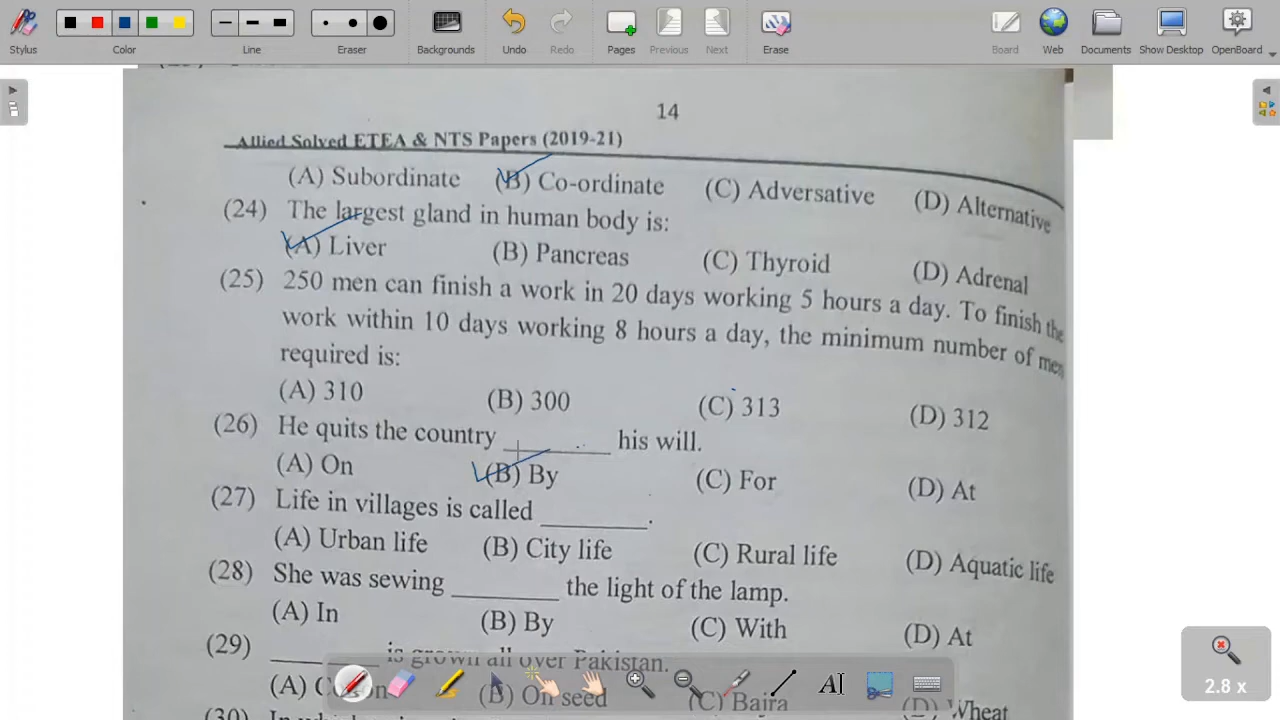 Stylus Color Line Eraser Backgrounds Undo Redo Pages Previous Next Erase Board Web Documents Show Desktop OpenBoard
14
Allied Solved ETEA & NTS Papers (2019-21)
(A) Subordinate (B) Co-ordinate (C) Adversative (D) Alternative
(24) The largest gland in human body is:
(A) Liver (B) Pancreas (C) Thyroid (D) Adrenal
(25) 250 men can finish a work in 20 days working 5 hours a day. To finish the
work within 10 days working 8 hours a day, the minimum number of men
required is:
(A) 310 (B) 300 (C) 313 (D) 312
(26) He quits the country ________ his will.
(A) On (B) By (C) For (D) At
(27) Life in villages is called ________.
(A) Urban life (B) City life (C) Rural life (D) Aquatic life
(28) She was sewing ________ the light of the lamp.
(A) In (B) By (C) With (D) At
(29) ________ is grown all over Pakistan.
(A) (B) On seed (C) Bajra (D) Wheat
(30) In which
2.8 x